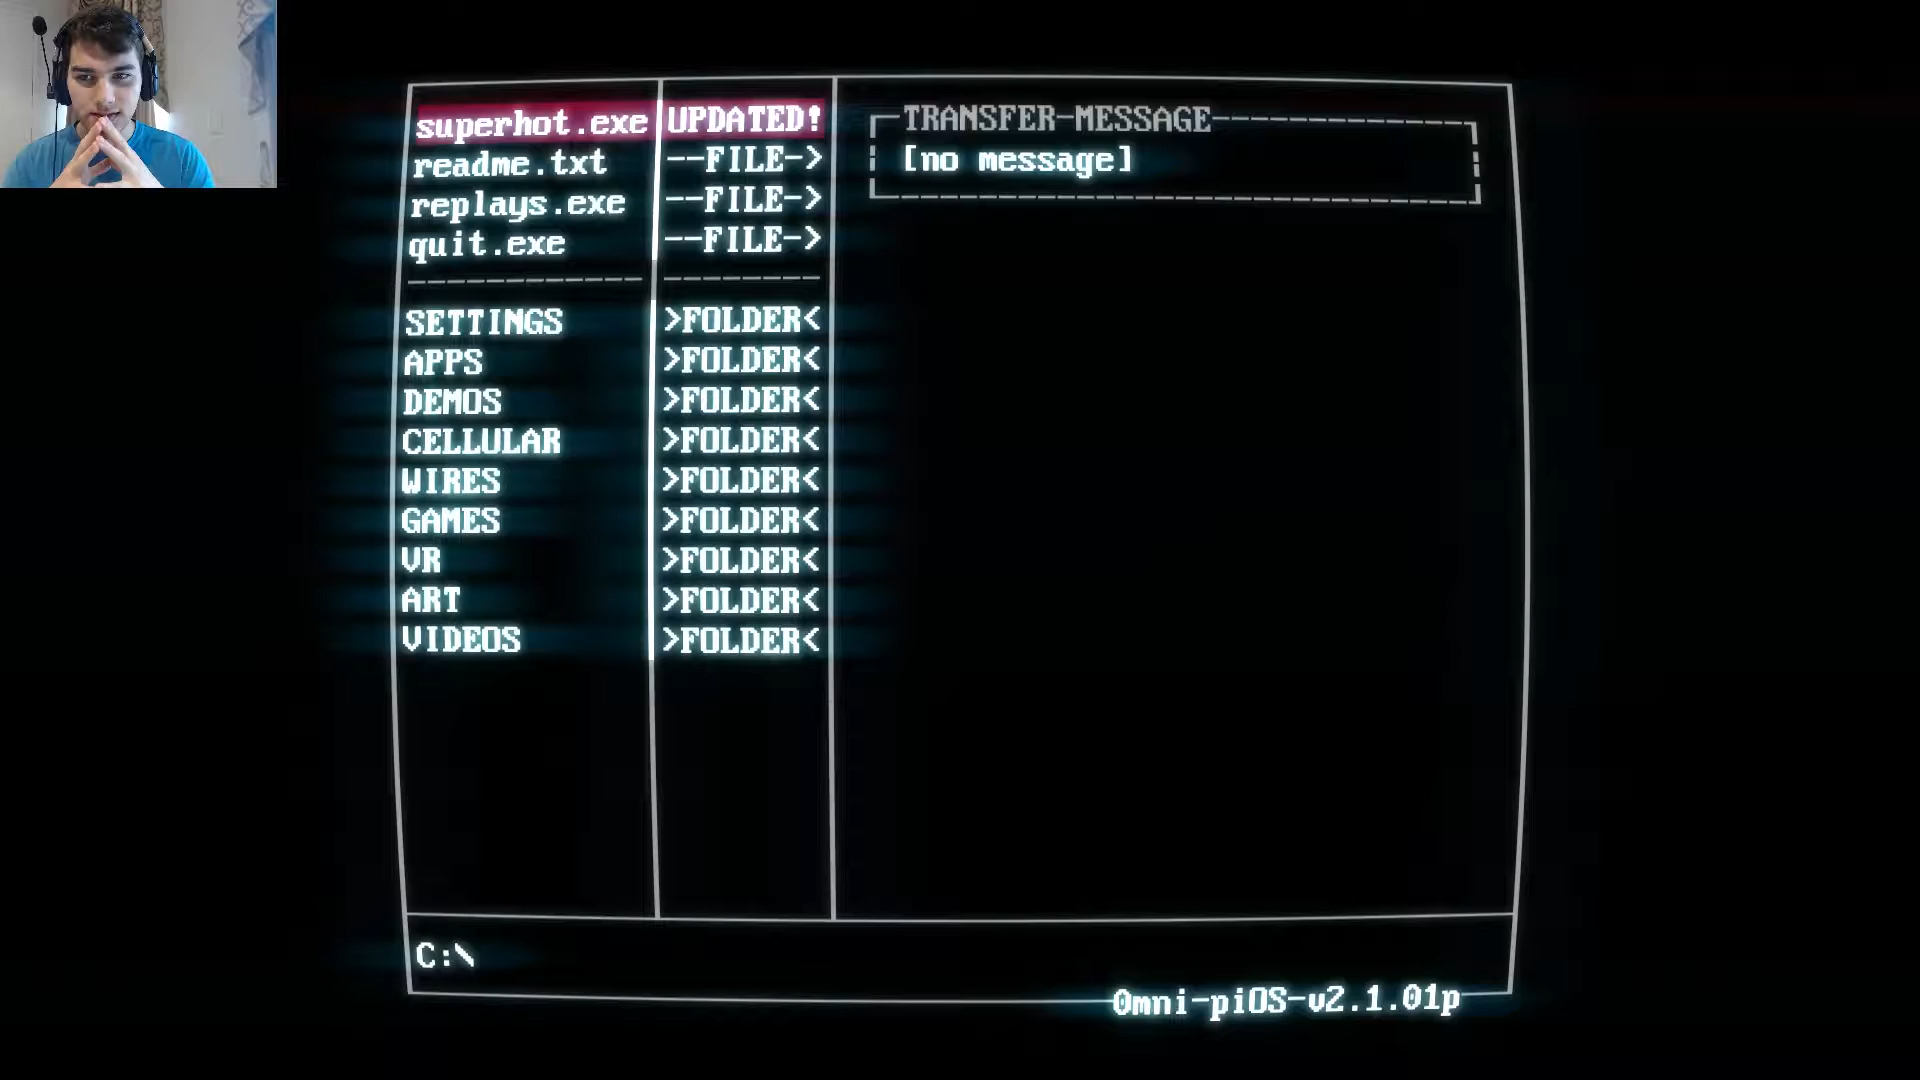 superhot.exe UPDATED!
readme.txt --FILE->
replays.exe --FILE->
quit.exe --FILE->
SETTINGS >FOLDER<
APPS >FOLDER<
DEMOS >FOLDER<
CELLULAR >FOLDER<
WIRES >FOLDER<
GAMES >FOLDER<
VR >FOLDER<
ART >FOLDER<
VIDEOS >FOLDER<
TRANSFER-MESSAGE
[no message]
C:\
0mni-piOS-v2.1.01p